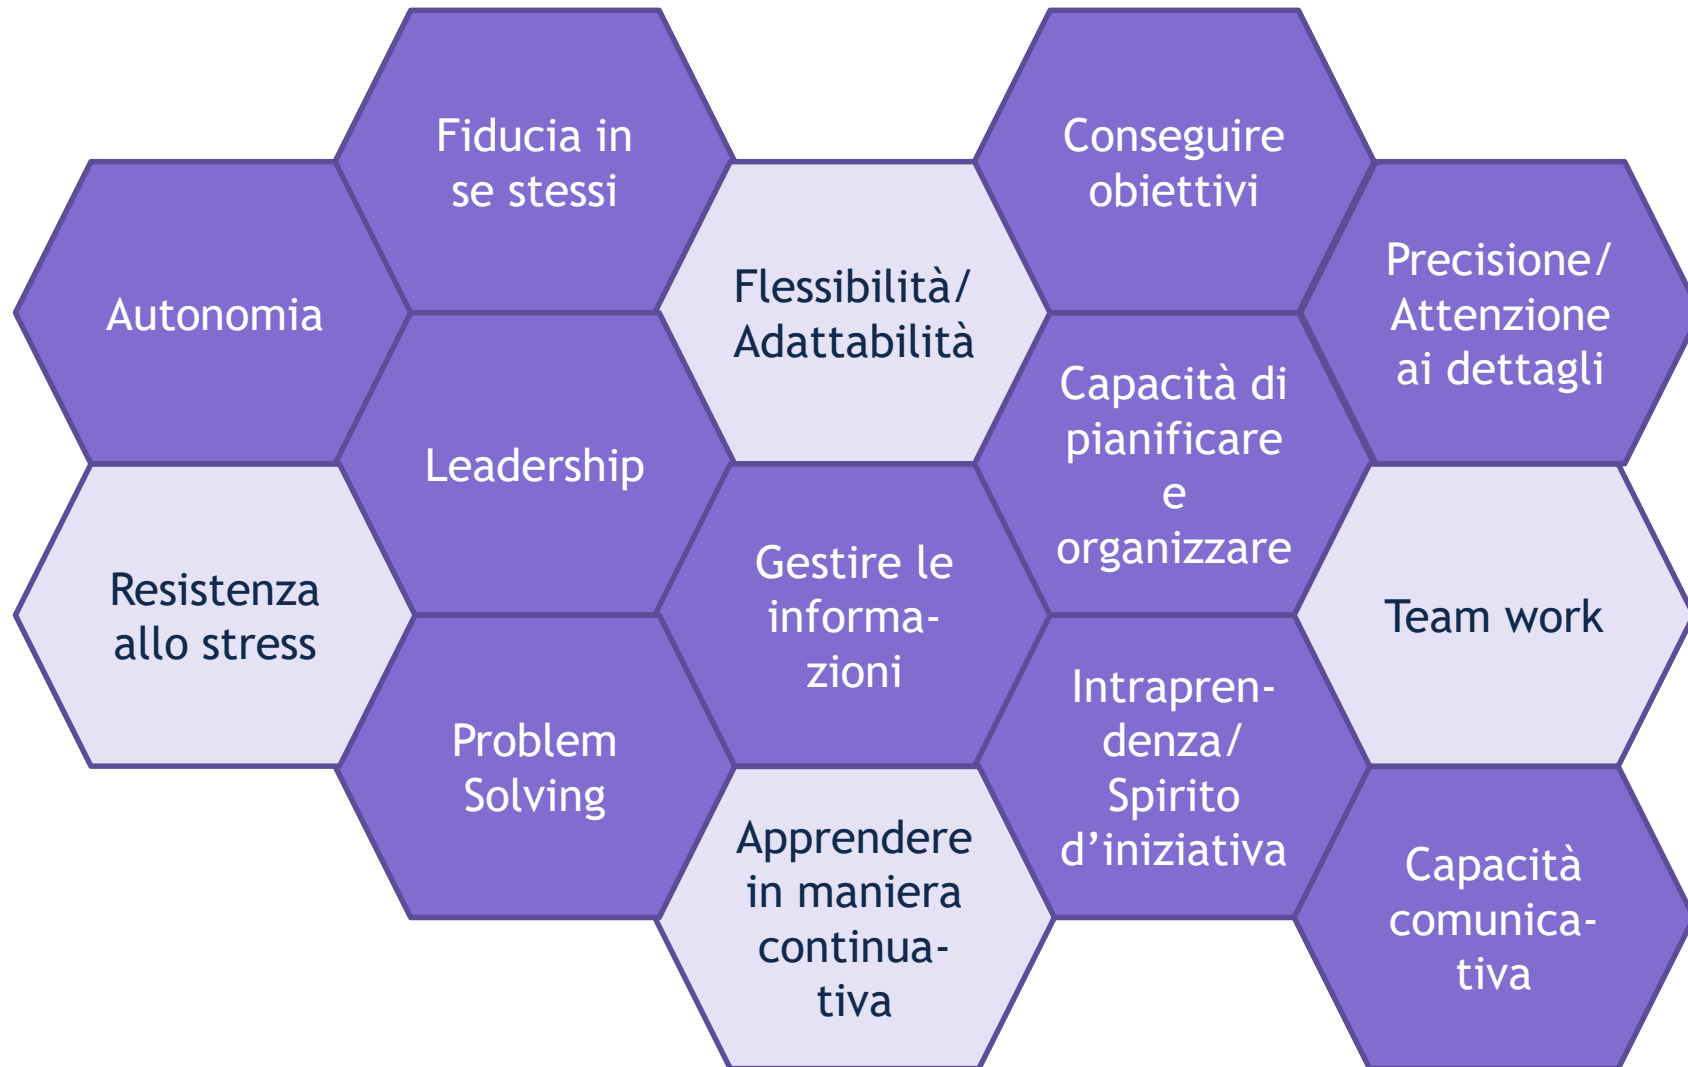 Fiducia in
se stessi
Conseguire
obiettivi
Autonomia
Flessibilità/
Adattabilità
Precisione/
Attenzione
ai dettagli
Leadership
Capacità di
pianificare
e
organizzare
Resistenza
allo stress
Gestire le
informa-
zioni
Team work
Problem
Solving
Intrapren-
denza/
Spirito
d’iniziativa
Apprendere
in maniera
continua-
tiva
Capacità
comunica-
tiva